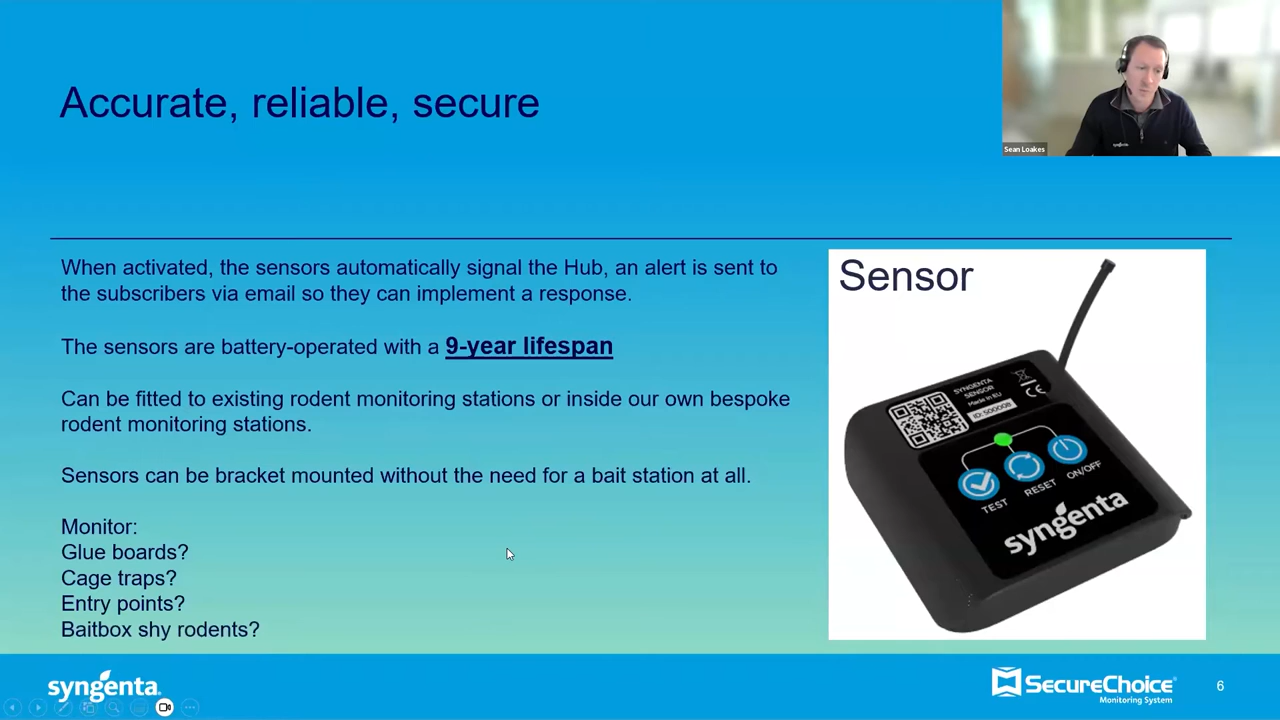 Accurate, reliable, secure
Sean Loakes
When activated, the sensors automatically signal the Hub, an alert is sent to
the subscribers via email so they can implement a response.
The sensors are battery-operated with a 9-year lifespan
Can be fitted to existing rodent monitoring stations or inside our own bespoke
rodent monitoring stations.
Sensors can be bracket mounted without the need for a bait station at all.
Monitor:
Glue boards?
Cage traps?
Entry points?
Baitbox shy rodents?
Sensor
SYNGENTA
SENSOR
Made in EU
ID: S00008
CE
TEST
RESET
ON/OFF
syngenta
syngenta
SecureChoice
Monitoring System
6